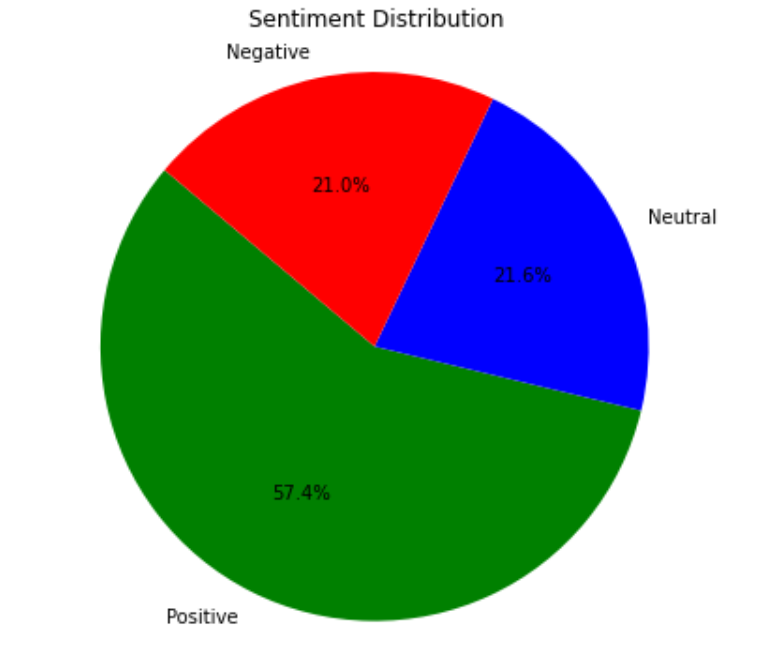 Sentiment Distribution
Negative
21.0%
Neutral
21.6%
57.4%
Positive